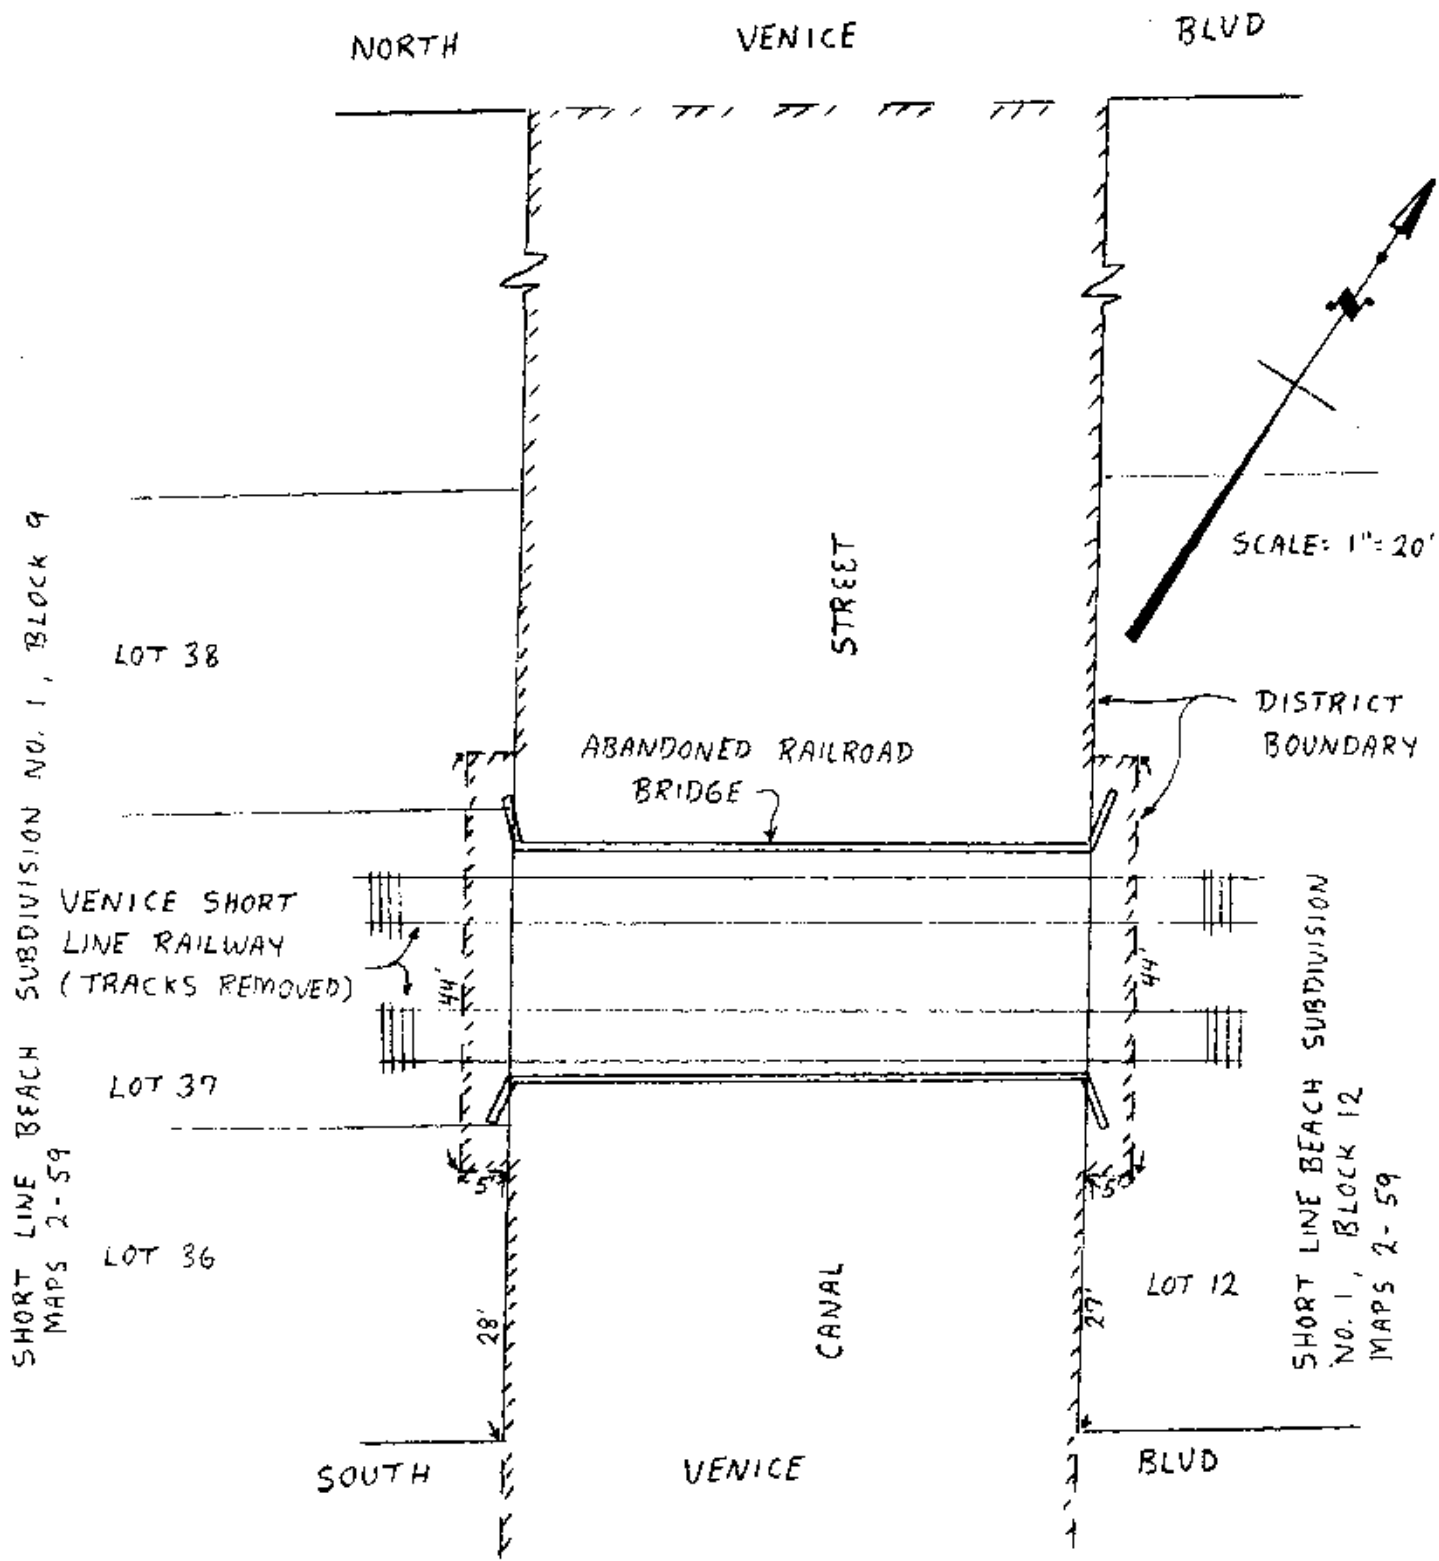 NORTH VENICE BLVD
SCALE: 1"=20'
SHORT LINE BEACH SUBDIVISION NO. 1, BLOCK 9
MAPS 2-59
LOT 38
STREET
DISTRICT
BOUNDARY
ABANDONED RAILROAD
BRIDGE
VENICE SHORT
LINE RAILWAY
(TRACKS REMOVED)
44'
44'
LOT 37
5'
5'
LOT 36
28'
CANAL
27'
LOT 12
SHORT LINE BEACH SUBDIVISION
NO. 1, BLOCK 12
MAPS 2-59
SOUTH VENICE BLVD
N